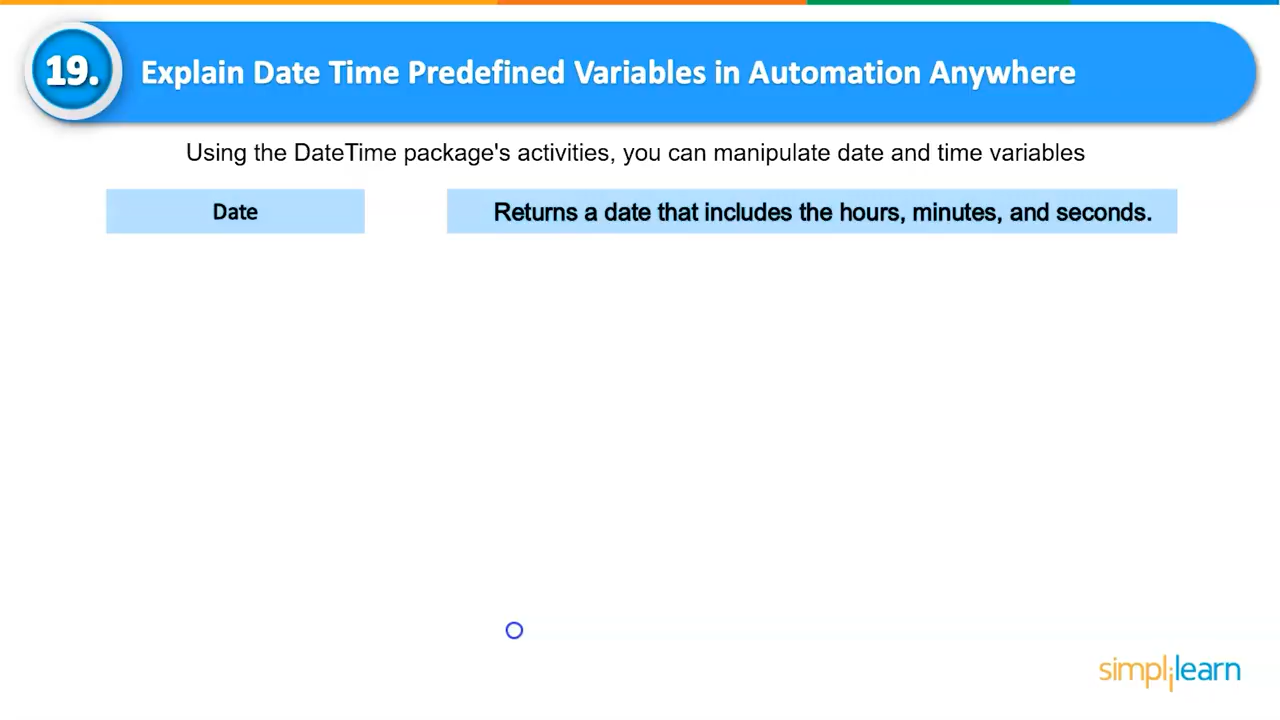 19.
Explain Date Time Predefined Variables in Automation Anywhere
Using the DateTime package's activities, you can manipulate date and time variables
Date
Returns a date that includes the hours, minutes, and seconds.
simplilearn